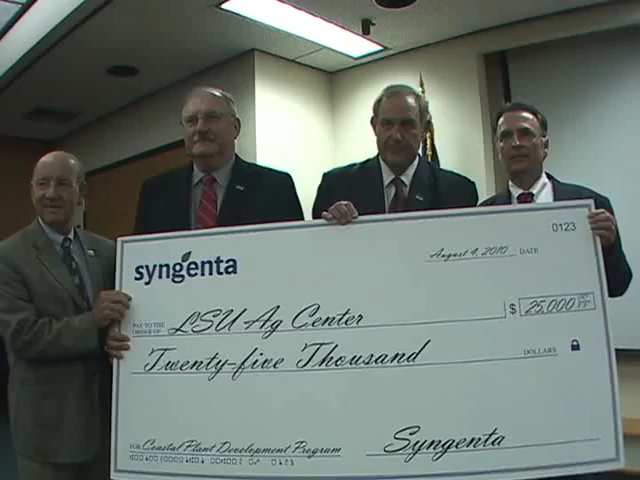 0123
syngenta
August 4, 2010 DATE
PAY TO THE
ORDER OF LSU Ag Center $ 25,000
Twenty-five Thousand DOLLARS
FOR Coastal Plant Development Program Syngenta